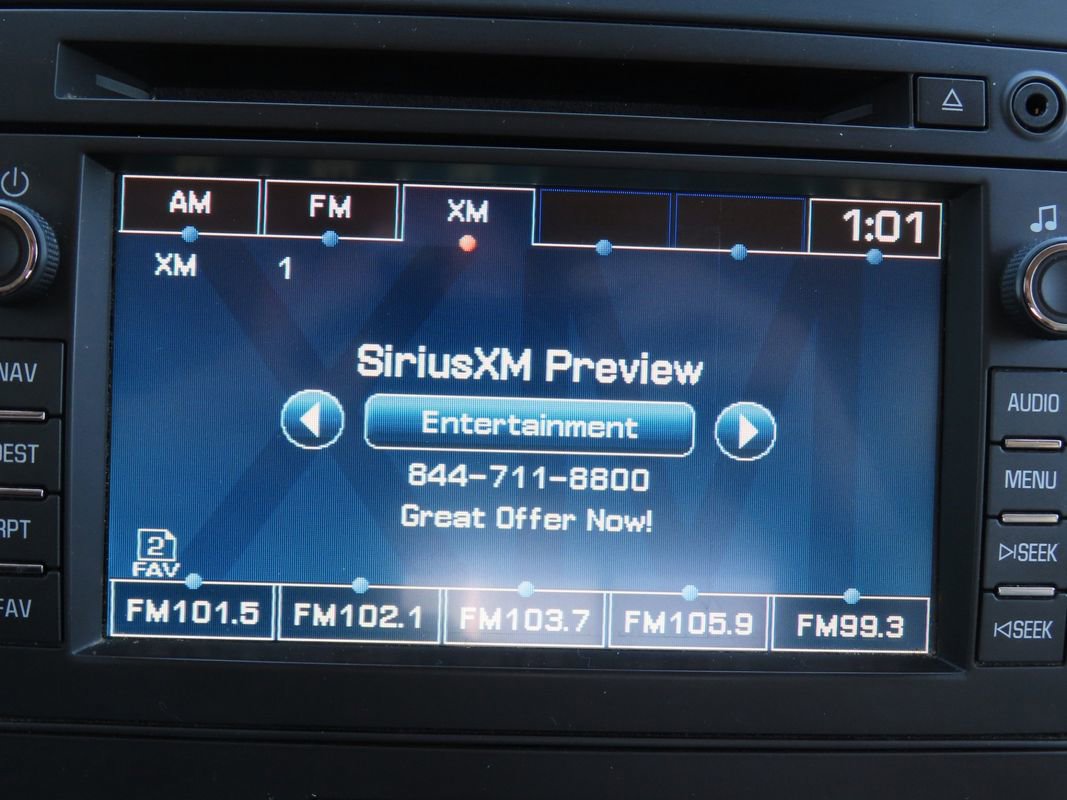 AM FM XM 1:01
XM 1
SiriusXM Preview
Entertainment
844-711-8800
Great Offer Now!
2
FAV
FM101.5 FM102.1 FM103.7 FM105.9 FM99.3
NAV
DEST
RPT
FAV
AUDIO
MENU
SEEK
SEEK